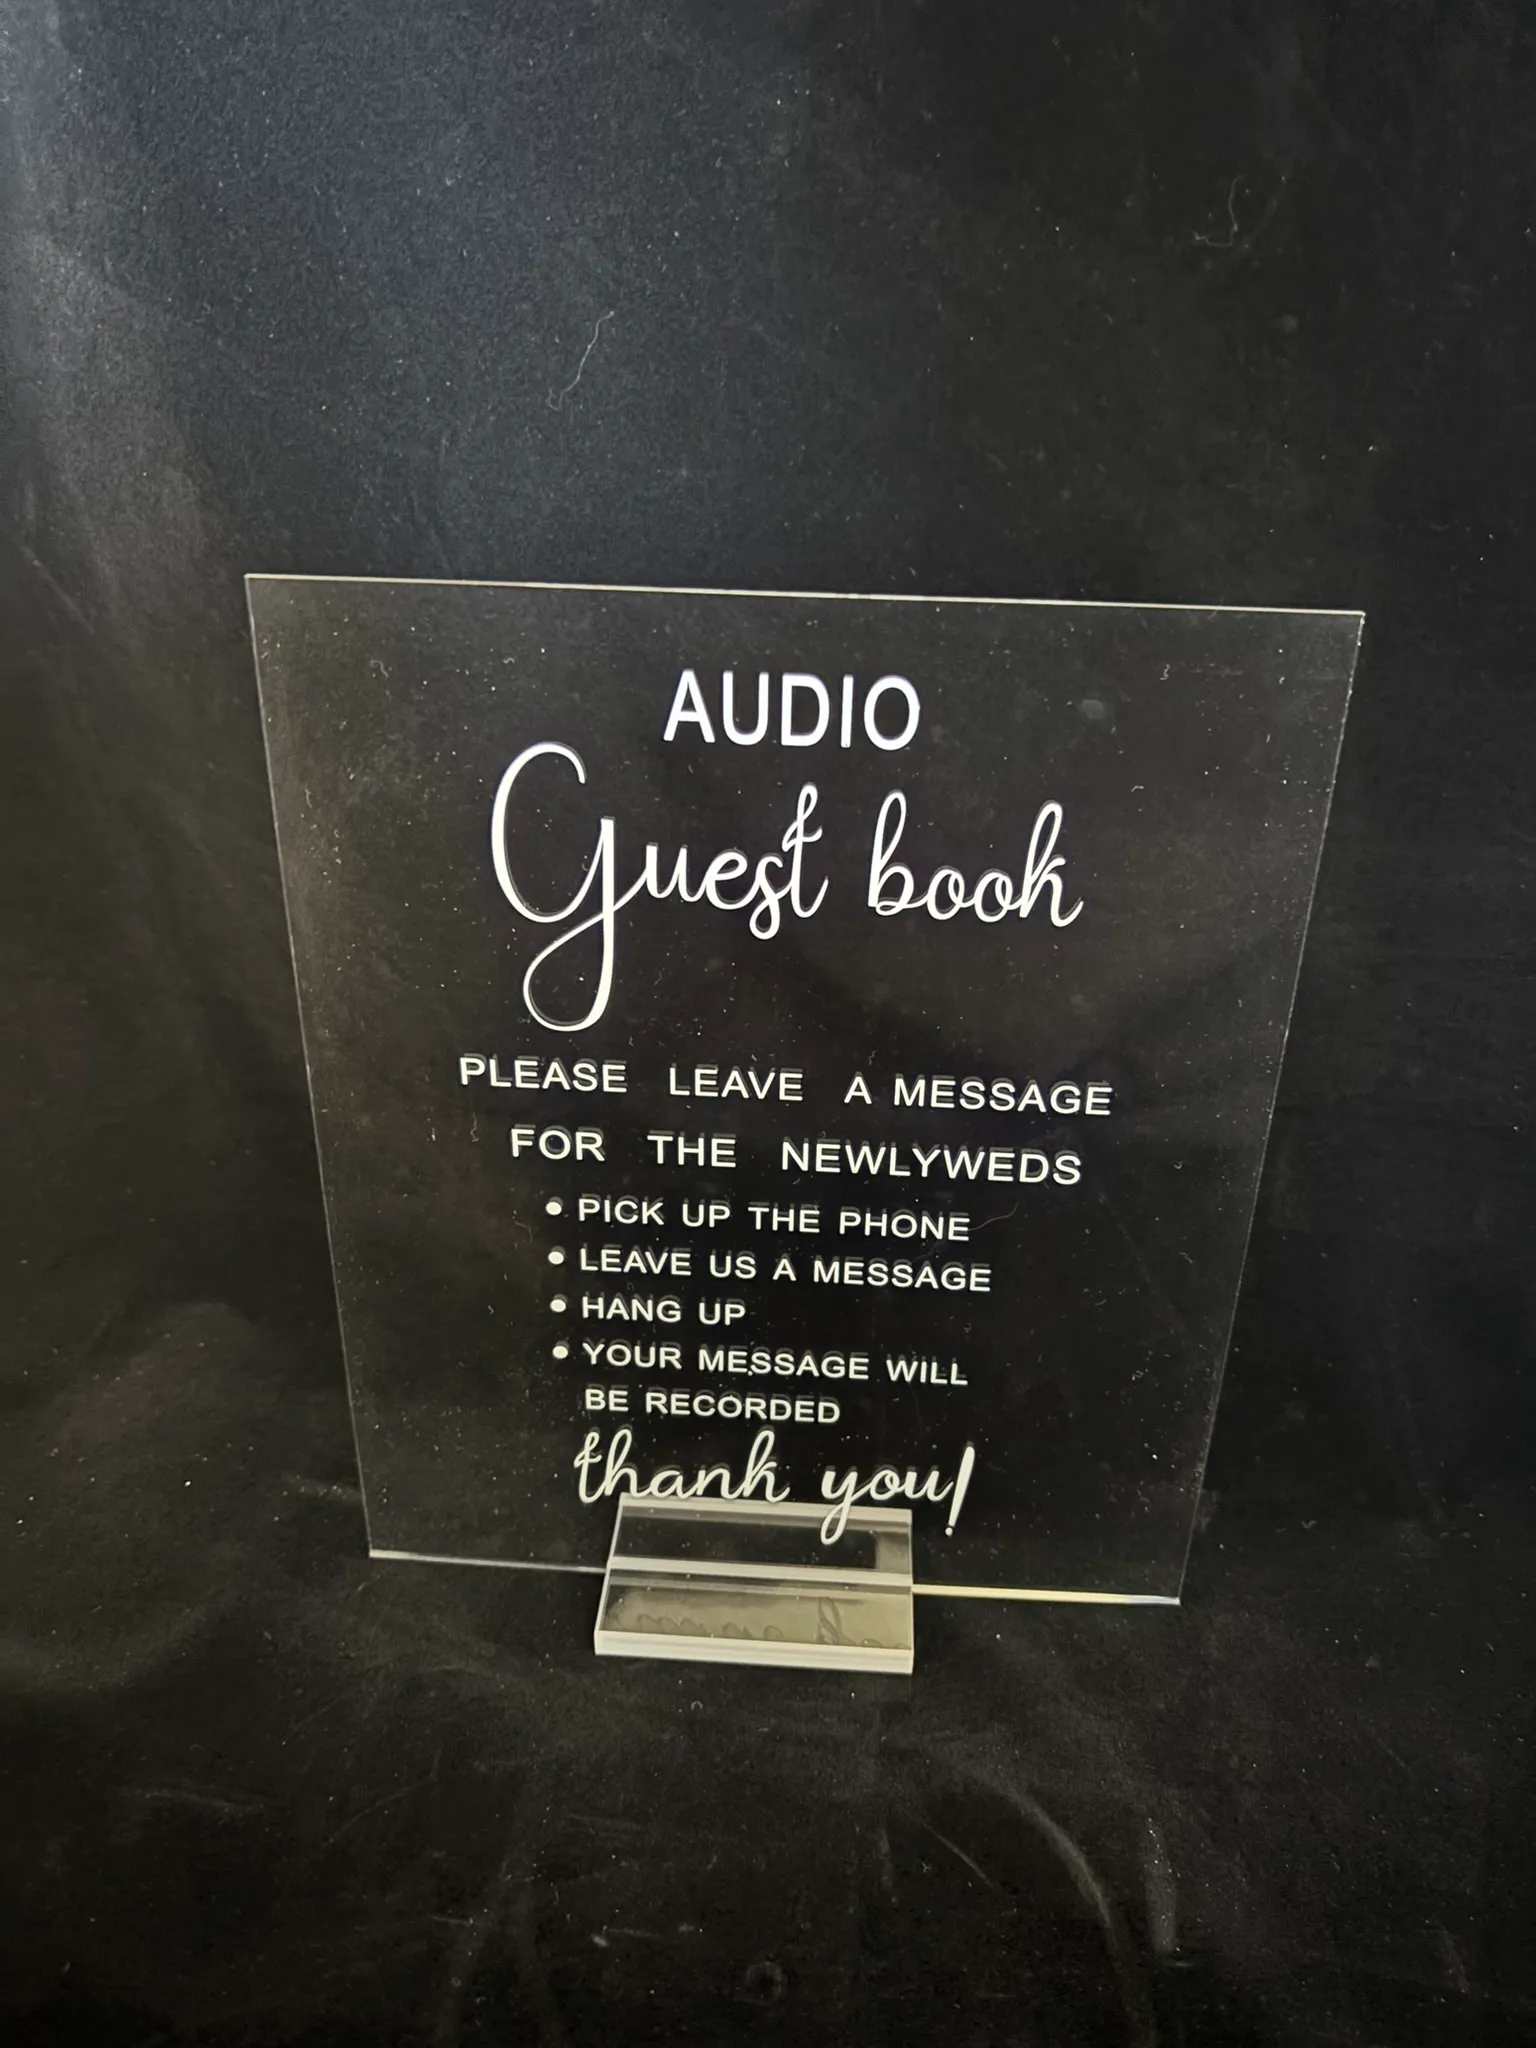 AUDIO
Guest book
PLEASE LEAVE A MESSAGE
FOR THE NEWLYWEDS
• PICK UP THE PHONE
• LEAVE US A MESSAGE
• HANG UP
• YOUR MESSAGE WILL
BE RECORDED
thank you!